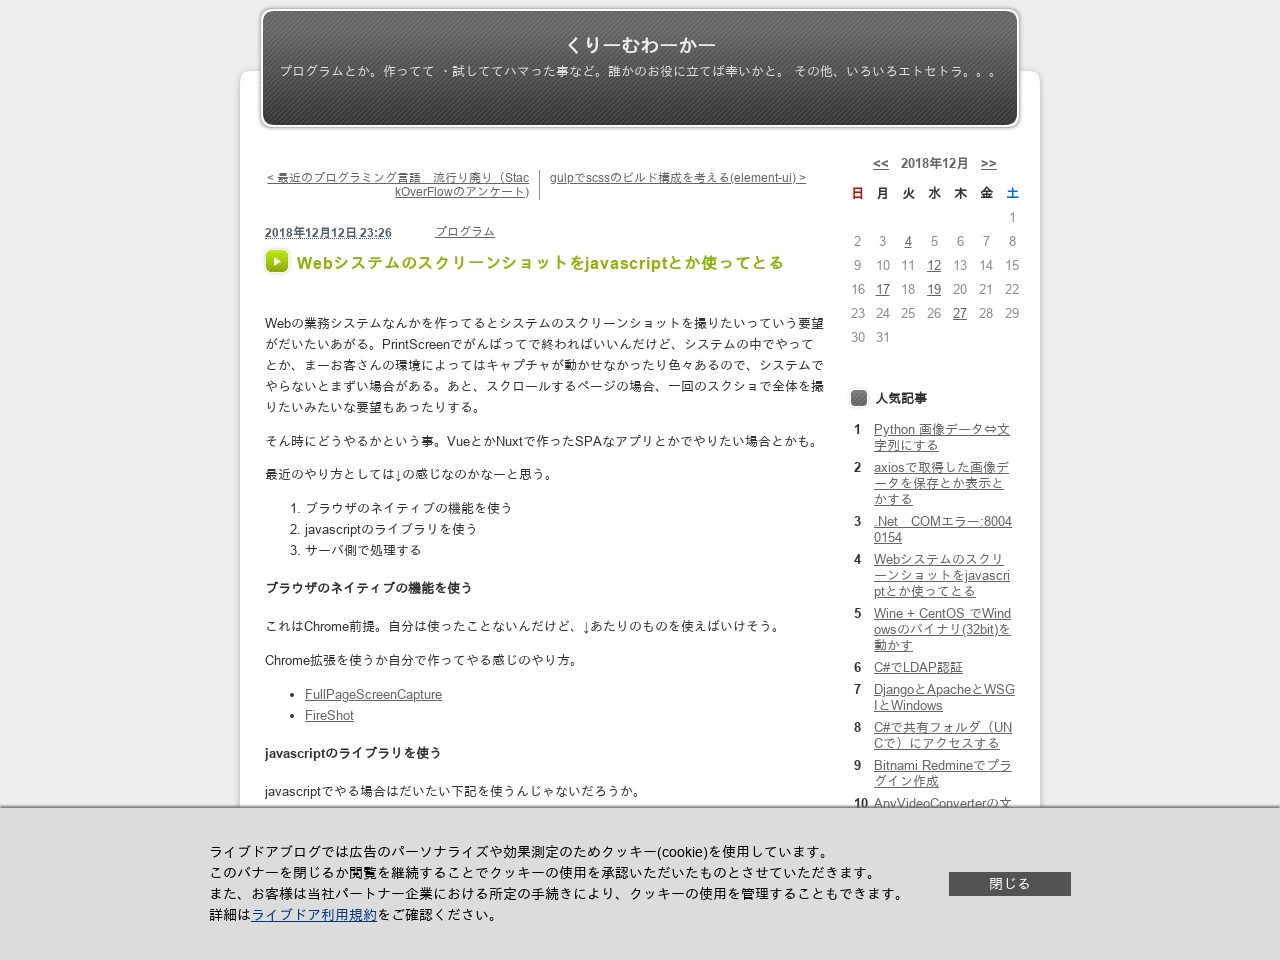 くりーむわーかー
プログラムとか。作ってて ・試しててハマった事など。誰かのお役に立てば幸いかと。 その他、いろいろエトセトラ。。。
< 最近のプログラミング言語　流行り廃り（Stac
kOverFlowのアンケート)
gulpでscssのビルド構成を考える(element-ui) >
2018年12月12日 23:26 プログラム
Webシステムのスクリーンショットをjavascriptとか使ってとる
Webの業務システムなんかを作ってるとシステムのスクリーンショットを撮りたいっていう要望
がだいたいあがる。PrintScreenでがんばってで終わればいいんだけど、システムの中でやって
とか、まーお客さんの環境によってはキャプチャが動かせなかったり色々あるので、システムで
やらないとまずい場合がある。あと、スクロールするページの場合、一回のスクショで全体を撮
りたいみたいな要望もあったりする。
そん時にどうやるかという事。VueとかNuxtで作ったSPAなアプリとかでやりたい場合とかも。
最近のやり方としては↓の感じなのかなーと思う。
1. ブラウザのネイティブの機能を使う
2. javascriptのライブラリを使う
3. サーバ側で処理する
ブラウザのネイティブの機能を使う
これはChrome前提。自分は使ったことないんだけど、↓あたりのものを使えばいけそう。
Chrome拡張を使うか自分で作ってやる感じのやり方。
• FullPageScreenCapture
• FireShot
javascriptのライブラリを使う
javascriptでやる場合はだいたい下記を使うんじゃないだろうか。
<< 2018年12月 >>
日 月 火 水 木 金 土
1
2 3 4 5 6 7 8
9 10 11 12 13 14 15
16 17 18 19 20 21 22
23 24 25 26 27 28 29
30 31
人気記事
1 Python 画像データ⇔文
字列にする
2 axiosで取得した画像デ
ータを保存とか表示と
かする
3 .Net　COMエラー:8004
0154
4 Webシステムのスクリ
ーンショットをjavascri
ptとか使ってとる
5 Wine + CentOS でWind
owsのバイナリ(32bit)を
動かす
6 C#でLDAP認証
7 DjangoとApacheとWSG
IとWindows
8 C#で共有フォルダ（UN
Cで）にアクセスする
9 Bitnami Redmineでプラ
グイン作成
10 AnyVideoConverterの文
ライブドアブログでは広告のパーソナライズや効果測定のためクッキー(cookie)を使用しています。
このバナーを閉じるか閲覧を継続することでクッキーの使用を承認いただいたものとさせていただきます。
また、お客様は当社パートナー企業における所定の手続きにより、クッキーの使用を管理することもできます。
詳細はライブドア利用規約をご確認ください。
閉じる